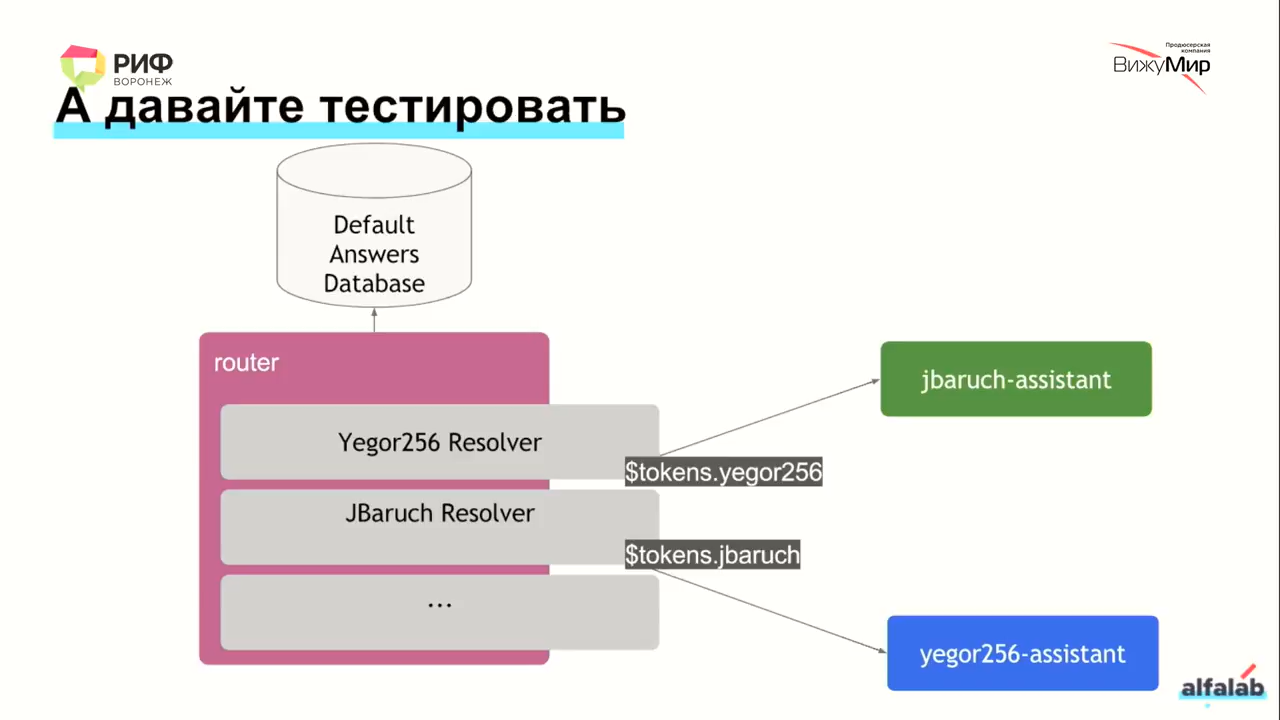 РИФ
ВОРОНЕЖ
Продюсерская
компания
ВижуМир
А давайте тестировать
Default
Answers
Database
router
Yegor256 Resolver
$tokens.yegor256
JBaruch Resolver
$tokens.jbaruch
...
jbaruch-assistant
yegor256-assistant
alfalab